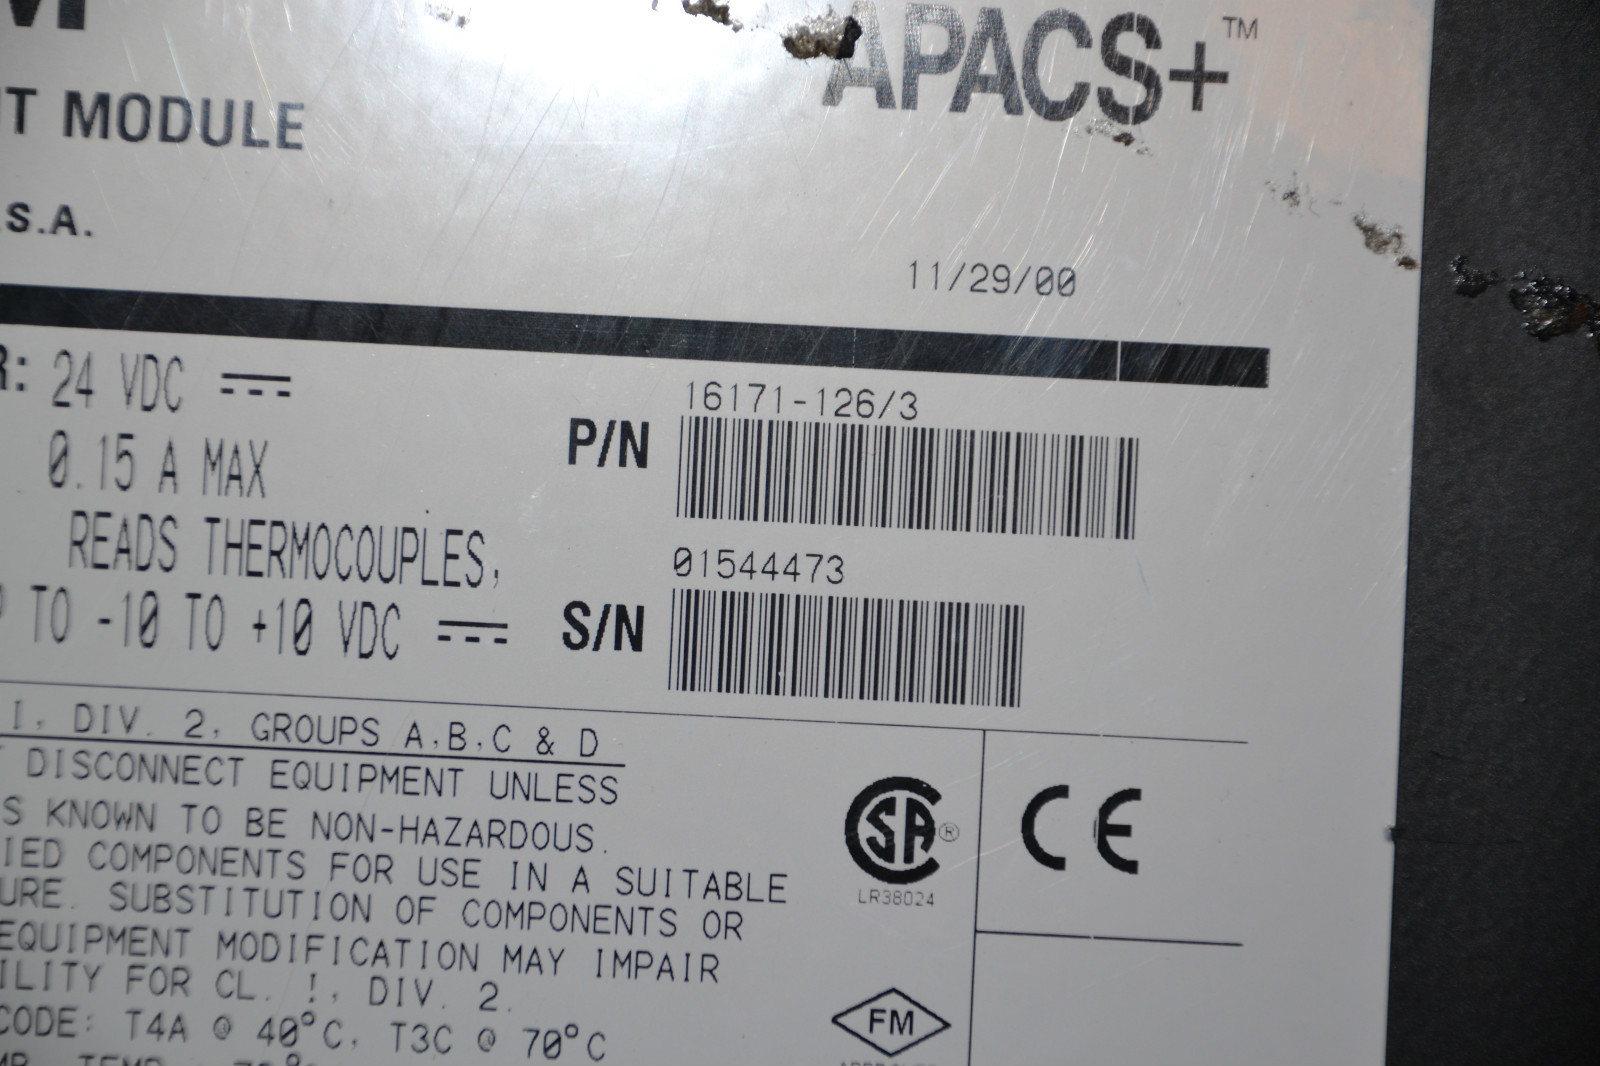 M
APACS+™
T MODULE
.S.A.
11/29/00
R: 24 VDC
16171-126/3
P/N
0.15 A MAX
READS THERMOCOUPLES,
01544473
TO -10 TO +10 VDC
S/N
I, DIV. 2, GROUPS A,B,C & D
DISCONNECT EQUIPMENT UNLESS
S KNOWN TO BE NON-HAZARDOUS.
IED COMPONENTS FOR USE IN A SUITABLE
URE. SUBSTITUTION OF COMPONENTS OR
EQUIPMENT MODIFICATION MAY IMPAIR
ILITY FOR CL. !, DIV. 2.
CODE: T4A @ 40°C, T3C @ 70°C
SA®
LR38024
CE
FM